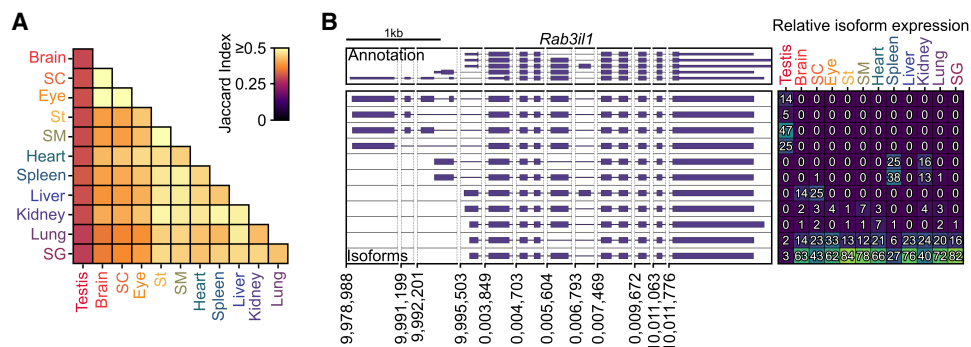 A
B
Brain
SC
Eye
St
SM
Heart
Spleen
Liver
Kidney
Lung
SG
Testis Brain SC Eye St SM Heart Spleen Liver Kidney Lung
Jaccard Index
≥0.5
0.25
0
1kb
Rab3il1
Annotation
Isoforms
9,978,988
9,991,199
9,992,201
9,995,503
0,003,849
0,004,703
0,005,604
0,006,793
0,007,469
0,009,672
10,011,063
10,011,776
Relative isoform expression
Testis Brain SC Eye St SM Heart Spleen Liver Kidney Lung SG
14 0 0 0 0 0 0 0 0 0 0 0
5 0 0 0 0 0 0 0 0 0 0 0
47 0 0 0 0 0 0 0 0 0 0 0
25 0 0 0 0 0 0 0 0 0 0 0
0 0 0 0 0 0 0 25 0 16 0 0
0 0 1 0 0 0 0 38 0 13 1 0
0 14 25 0 0 0 0 0 0 0 0 0
0 2 3 4 1 7 3 0 0 4 3 0
0 1 0 0 1 2 7 1 0 2 1 1
2 14 23 33 13 12 21 6 23 24 20 16
3 63 43 62 84 78 66 27 76 40 72 82